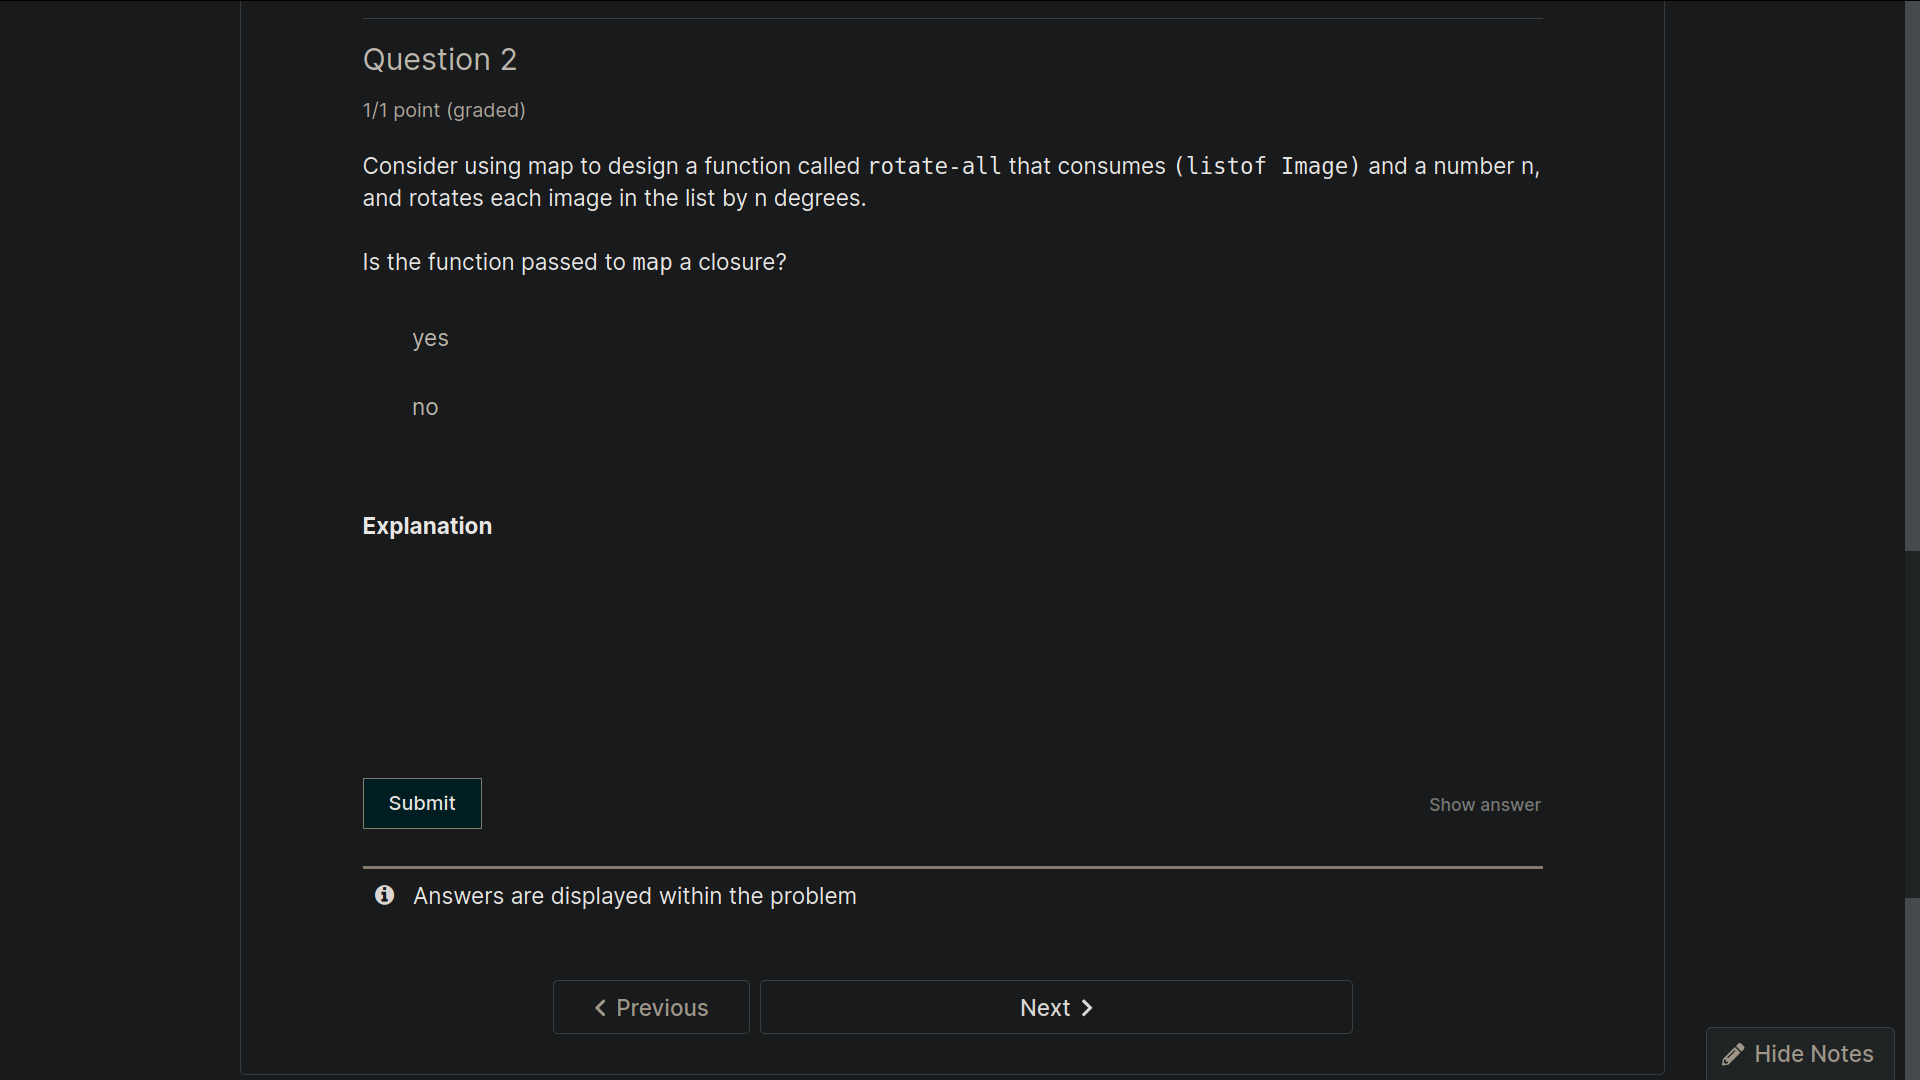 Question 2
1/1 point (graded)
Consider using map to design a function called rotate-all that consumes (listof Image) and a number n,
and rotates each image in the list by n degrees.
Is the function passed to map a closure?
yes
no
Explanation
Submit
Show answer
Answers are displayed within the problem
Previous
Next
Hide Notes